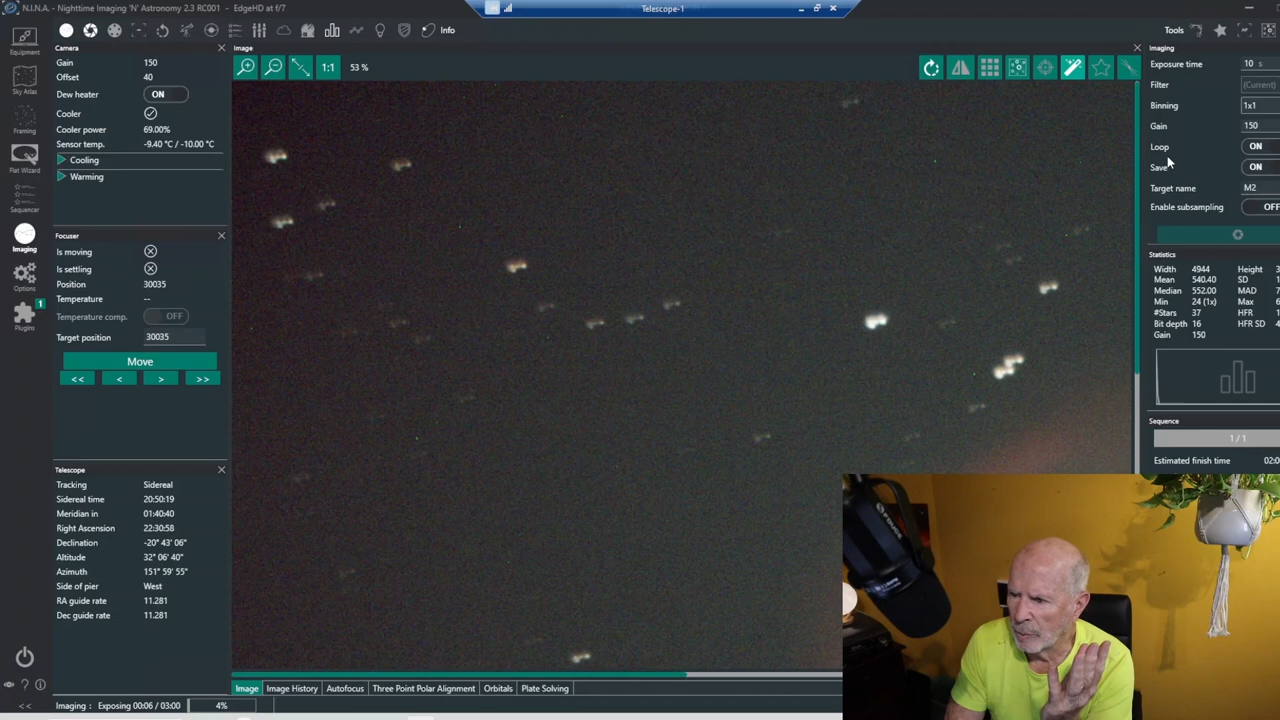 N.I.N.A. - Nighttime Imaging 'N' Astronomy 2.3 RC001 - EdgeHD at f/7
Telescope-1
Info
Tools
Equipment
Sky Atlas
Framing
Flat Wizard
Sequencer
Imaging
Options
Plugins
1
Camera
Gain 150
Offset 40
Dew heater ON
Cooler
Cooler power 69.00%
Sensor temp. -9.40 °C / -10.00 °C
Cooling
Warming
Focuser
Is moving
Is settling
Position 30035
Temperature --
Temperature comp. OFF
Target position 30035
Move
<< < > >>
Telescope
Tracking Sidereal
Sidereal time 20:50:19
Meridian in 01:40:40
Right Ascension 22:30:58
Declination -20° 43' 06"
Altitude 32° 06' 40"
Azimuth 151° 59' 55"
Side of pier West
RA guide rate 11.281
Dec guide rate 11.281
Image
1:1 53 %
Image Image History Autofocus Three Point Polar Alignment Orbitals Plate Solving
Imaging : Exposing 00:06 / 03:00 4%
<<
Imaging
Exposure time 10 s
Filter (Current)
Binning 1x1
Gain 150
Loop ON
Save ON
Target name M2
Enable subsampling OFF
Statistics
Width 4944 Height 3
Mean 540.40 SD 1
Median 552.00 MAD 7
Min 24 (1x) Max 6
#Stars 37 HFR 1
Bit depth 16 HFR SD 4
Gain 150
Sequence
1 / 1
Estimated finish time 02:0